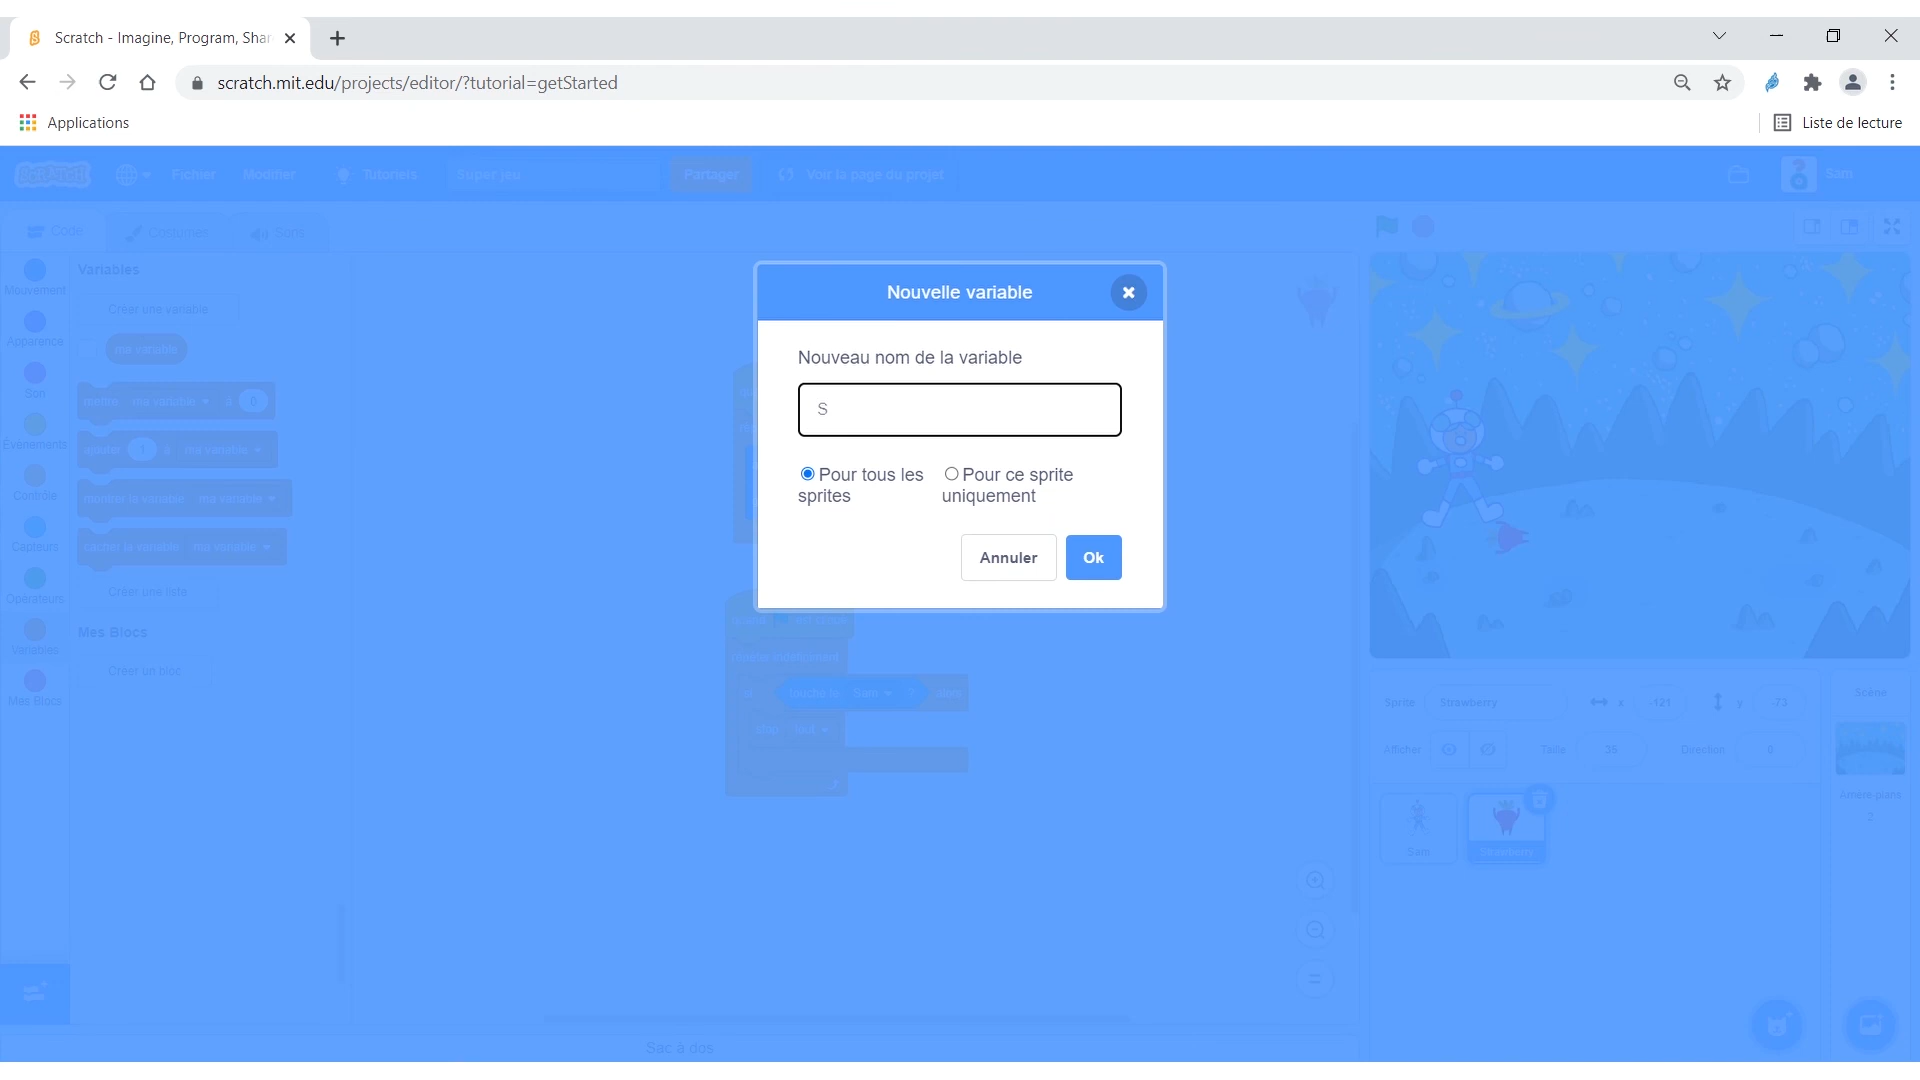 Scratch - Imagine, Program, Shar
scratch.mit.edu/projects/editor/?tutorial=getStarted
Applications
Liste de lecture
SCRATCH
Fichier
Modifier
Tutoriels
Super jeu
Partager
Voir la page du projet
Sam
Code
Costumes
Sons
Mouvement
Apparence
Son
Événements
Contrôle
Capteurs
Opérateurs
Variables
Mes Blocs
Variables
Créer une variable
ma variable
mettre ma variable à 0
ajouter 1 à ma variable
montrer la variable ma variable
cacher la variable ma variable
Créer une liste
Mes Blocs
Créer un bloc
Nouvelle variable
Nouveau nom de la variable
S
Pour tous les sprites
Pour ce sprite uniquement
Annuler
Ok
quand est cliqué
répéter indéfiniment
si touche le Sam ? alors
stop tout
Sac à dos
Sprite
Strawberry
x
-121
y
-73
Afficher
Taille
35
Direction
Sam
Strawberry
Scène
Arrière-plans
2